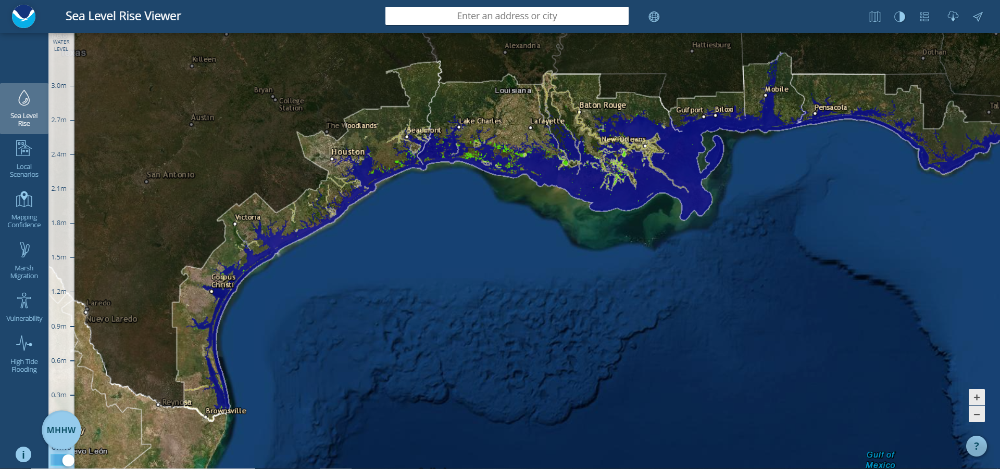 Sea Level Rise Viewer
Enter an address or city
WATER
LEVEL
3.0m
2.7m
2.4m
2.1m
1.8m
1.5m
1.2m
0.9m
0.6m
0.3m
MHHW
Sea Level
Rise
Local
Scenarios
Mapping
Confidence
Marsh
Migration
Vulnerability
High Tide
Flooding
i
Killeen
Bryan
College
Station
Austin
San Antonio
The Woodlands
Houston
Beaumont
Lake Charles
Louisiana
Alexandria
Lafayette
Baton Rouge
New Orleans
Hattiesburg
Gulfport
Biloxi
Mobile
Pensacola
Dothan
Tal
Victoria
Corpus
Christi
Laredo
Nuevo Laredo
Reynosa
Brownsville
evo León
Gulf of
Mexico
+
−
?